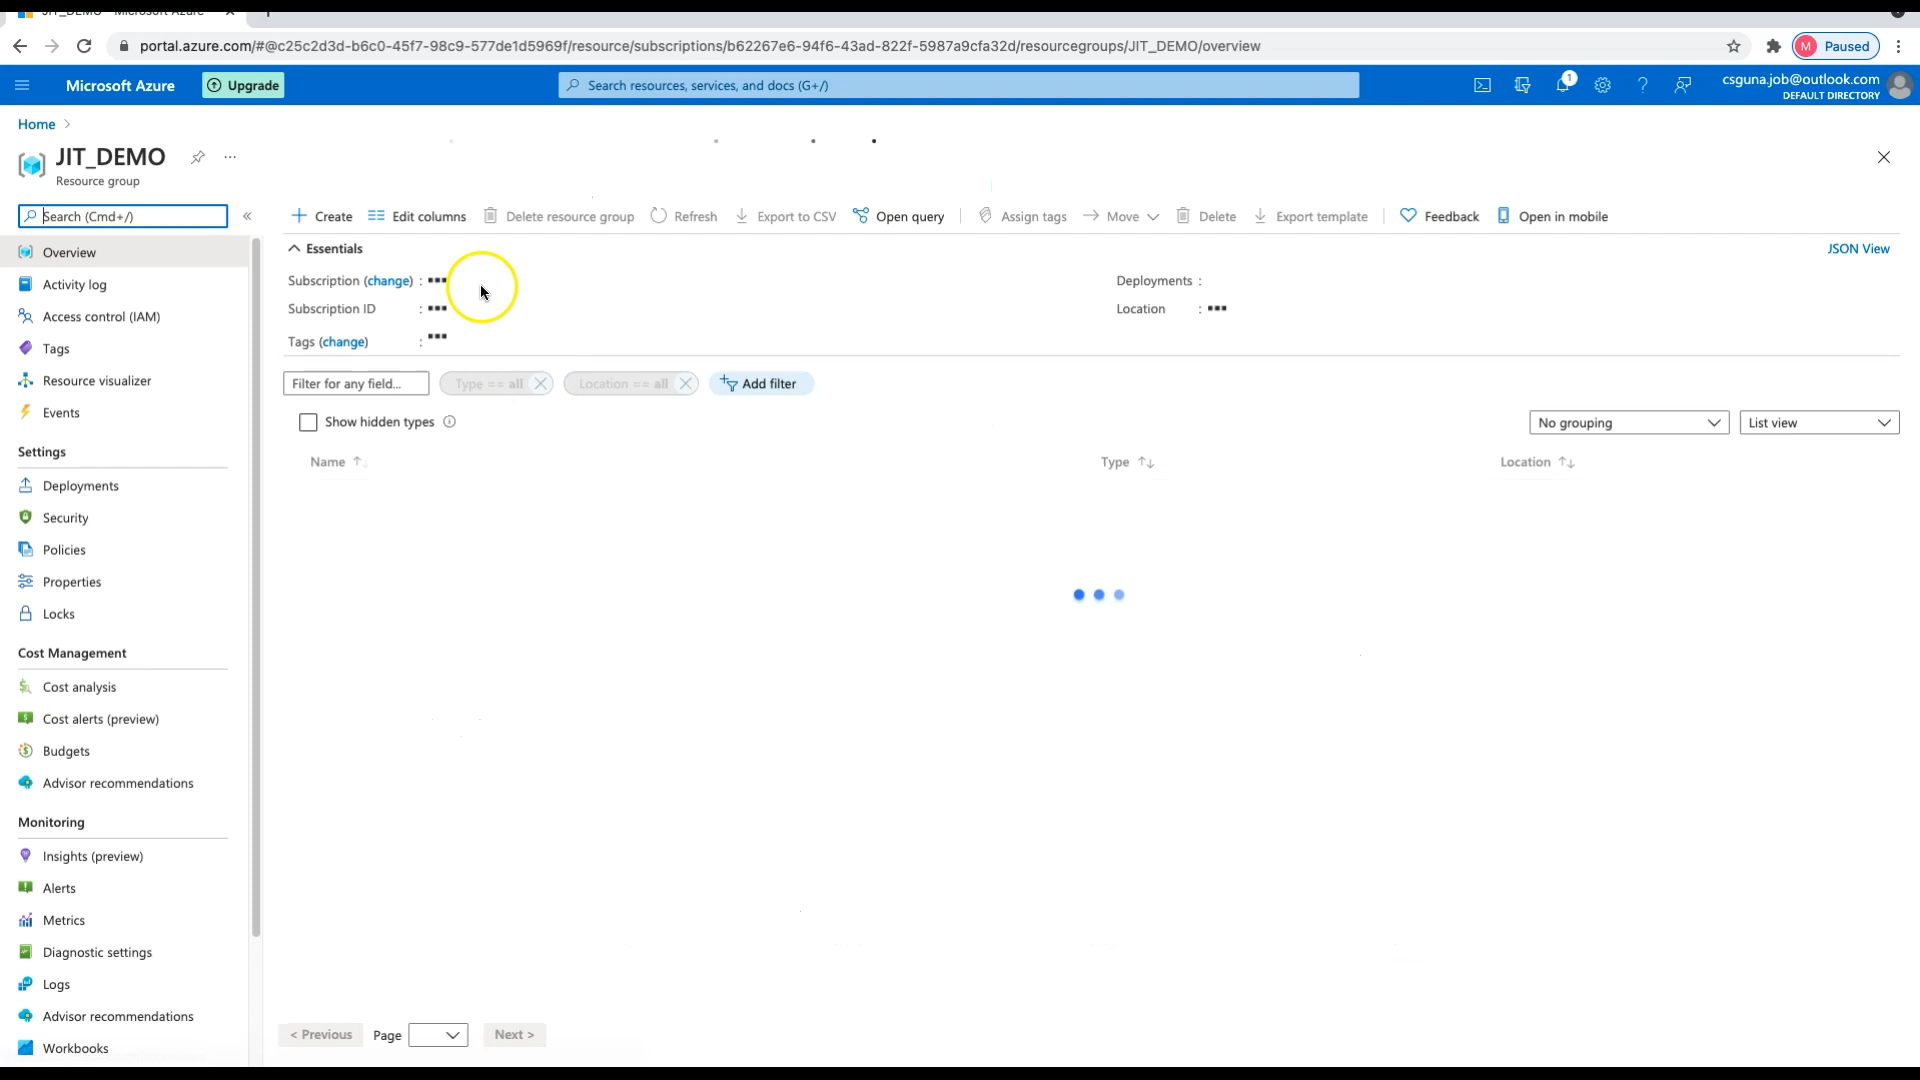 JIT_DEMO - Microsoft Azure
portal.azure.com/#@c25c2d3d-b6c0-45f7-98c9-577de1d5969f/resource/subscriptions/b62267e6-94f6-43ad-822f-5987a9cfa32d/resourcegroups/JIT_DEMO/overview
M Paused
Microsoft Azure
Upgrade
Search resources, services, and docs (G+/)
1
csguna.job@outlook.com
DEFAULT DIRECTORY
Home >
JIT_DEMO
Resource group
Search (Cmd+/)
Create Edit columns Delete resource group Refresh Export to CSV Open query Assign tags Move Delete Export template Feedback Open in mobile
Essentials
JSON View
Subscription (change) :
Deployments :
Subscription ID :
Location :
Tags (change) :
Filter for any field...
Type == all
Location == all
Add filter
Show hidden types
No grouping
List view
Name
Type
Location
Overview
Activity log
Access control (IAM)
Tags
Resource visualizer
Events
Settings
Deployments
Security
Policies
Properties
Locks
Cost Management
Cost analysis
Cost alerts (preview)
Budgets
Advisor recommendations
Monitoring
Insights (preview)
Alerts
Metrics
Diagnostic settings
Logs
Advisor recommendations
Workbooks
< Previous Page Next >